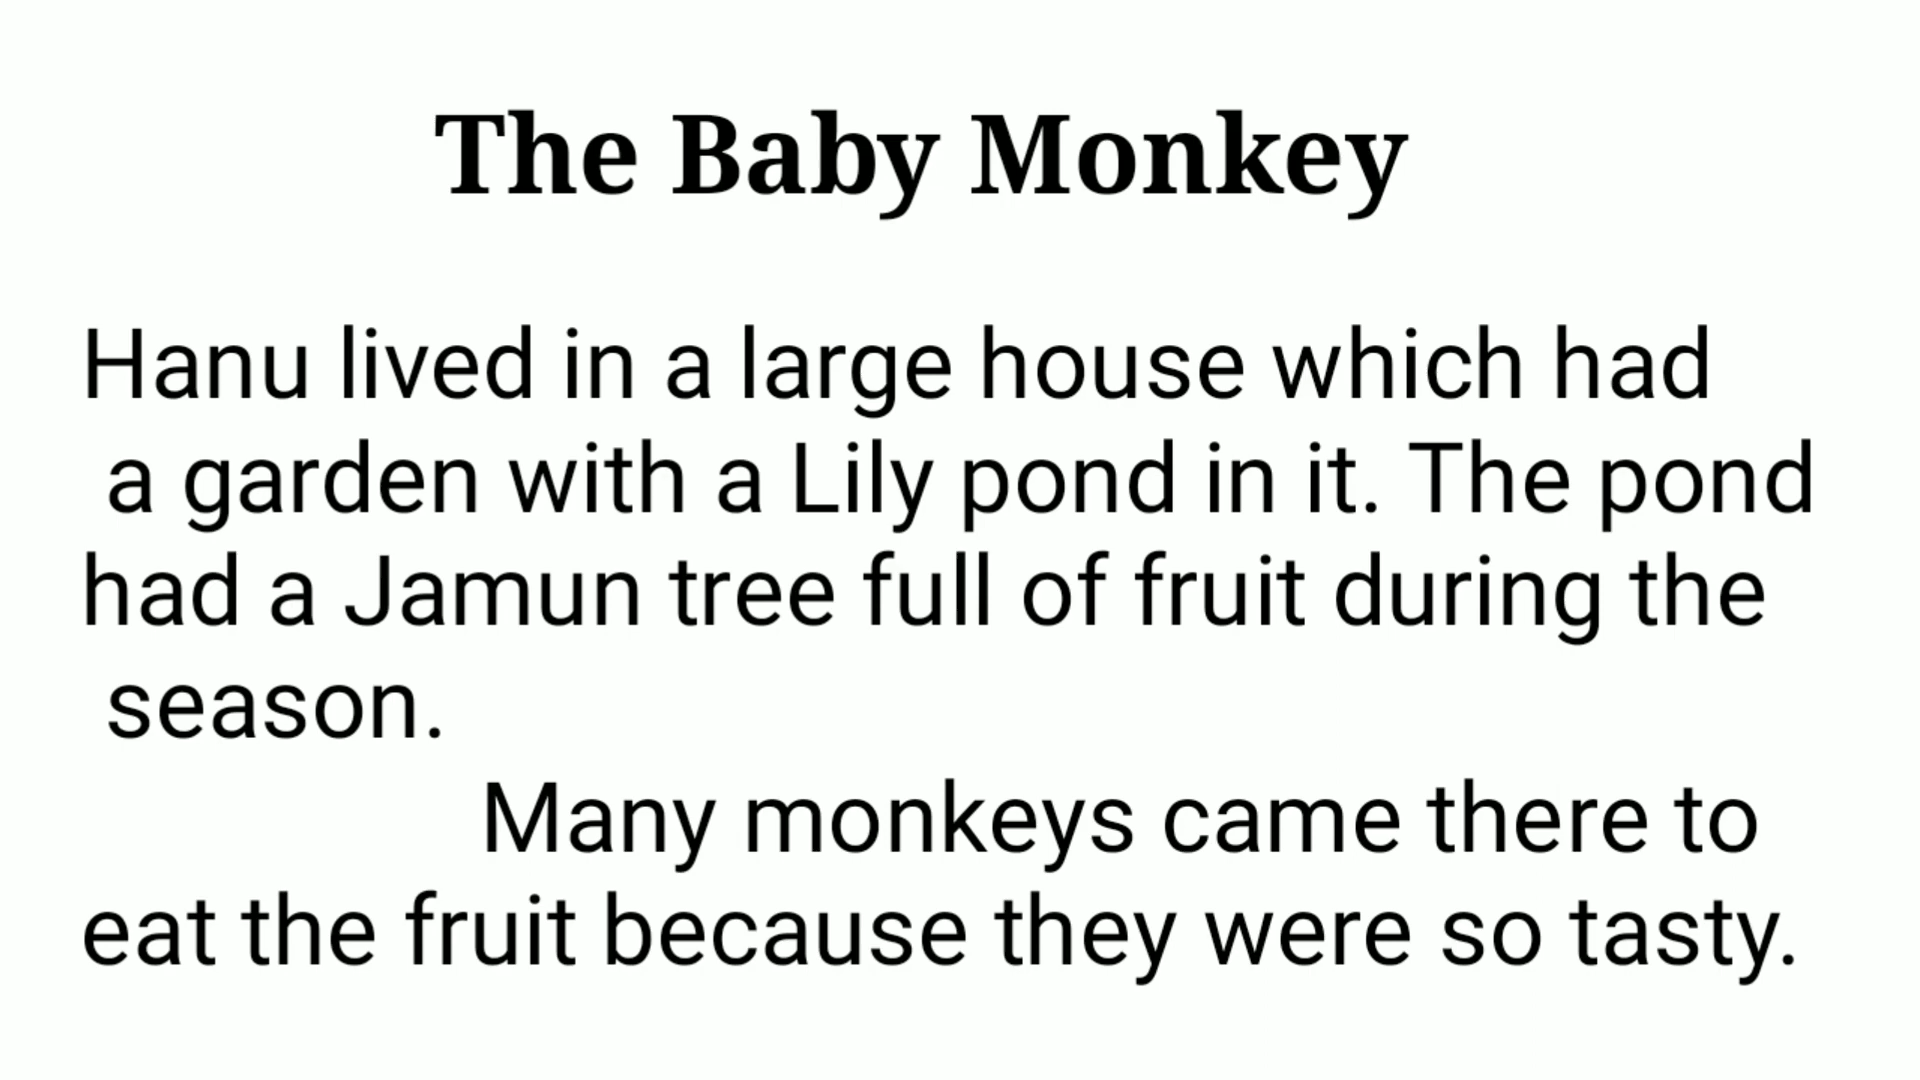 The Baby Monkey
Hanu lived in a large house which had
a garden with a Lily pond in it. The pond
had a Jamun tree full of fruit during the
season.
Many monkeys came there to
eat the fruit because they were so tasty.